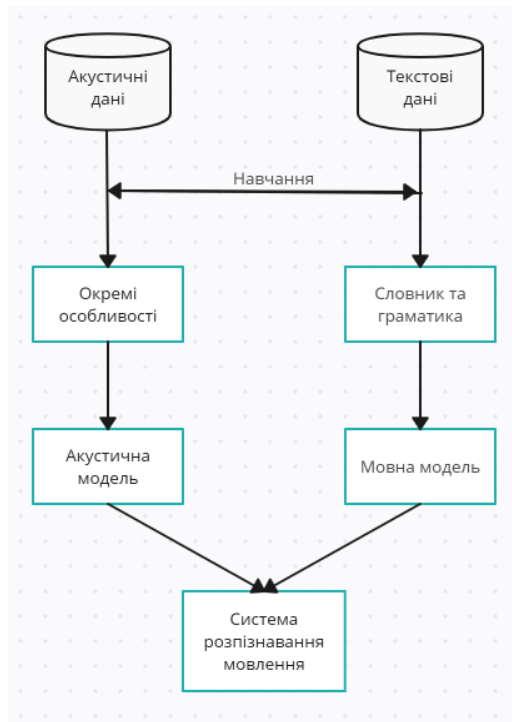 Акустичні
дані
Текстові
дані
Навчання
Окремі
особливості
Словник та
граматика
Акустична
модель
Мовна модель
Система
розпізнавання
мовлення